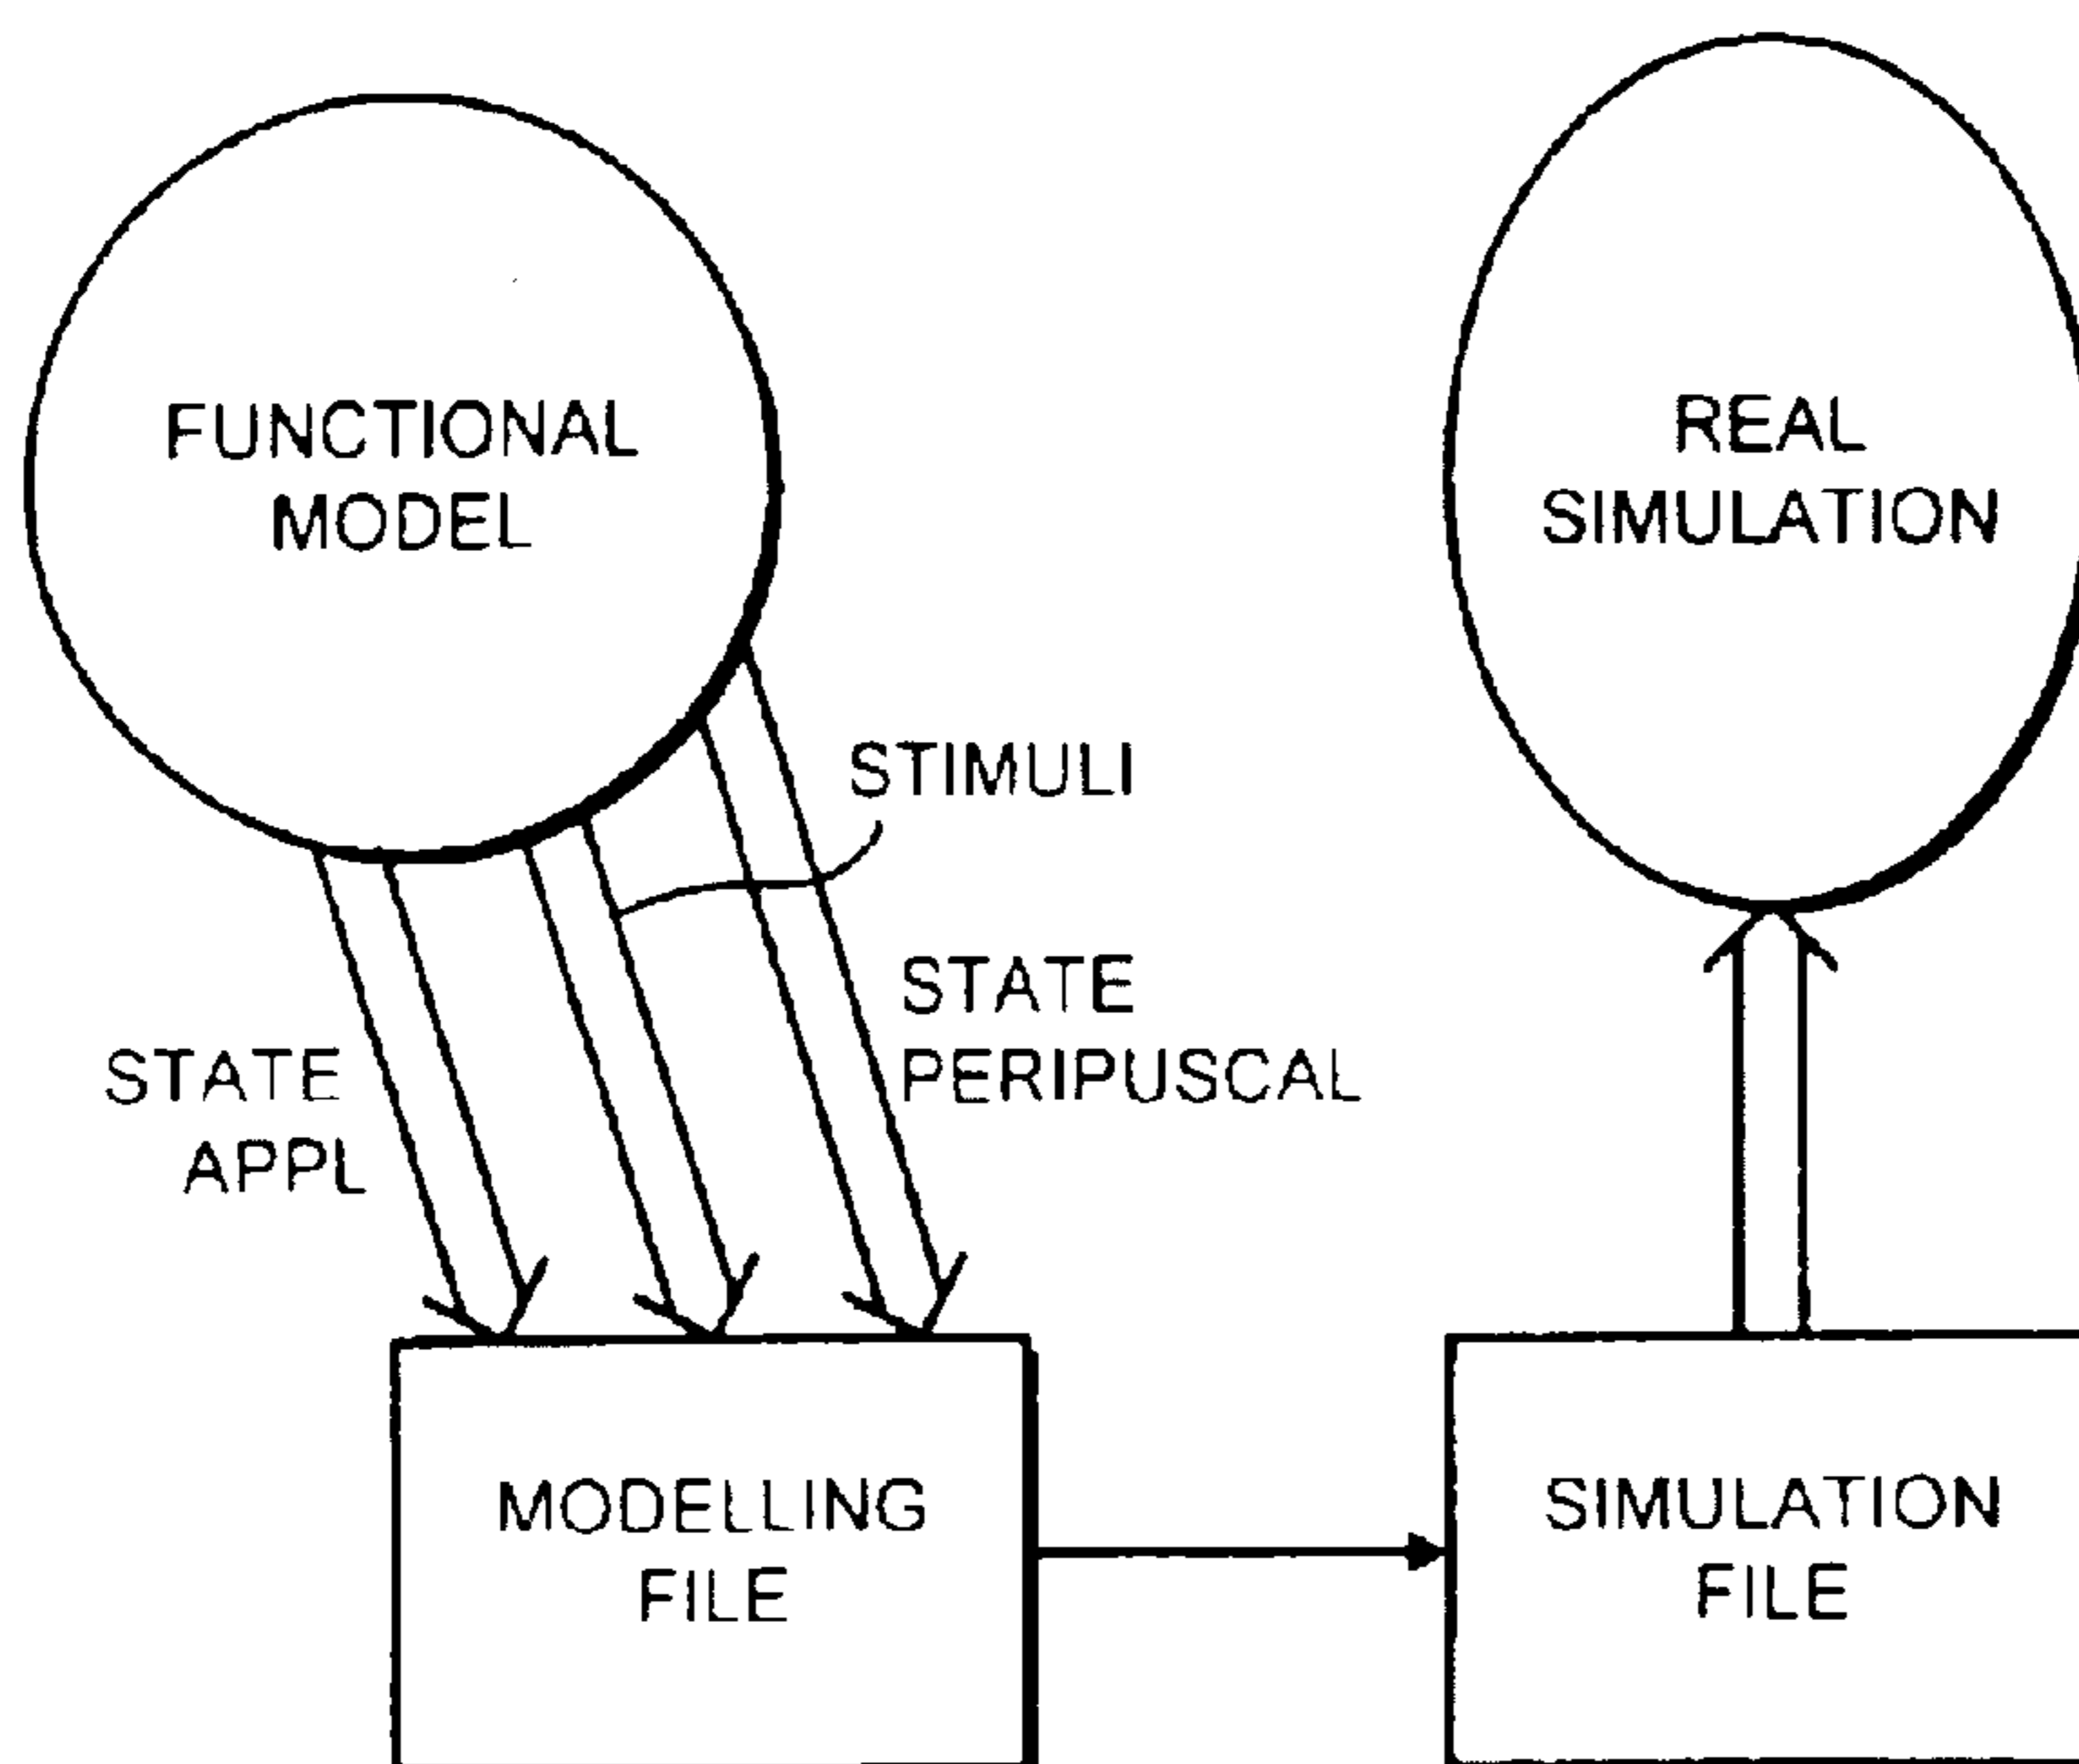 FUNCTIONAL
MODEL
REAL
SIMULATION
STIMULI
STATE
PERIPUSCAL
STATE
APPL
MODELLING
FILE
SIMULATION
FILE